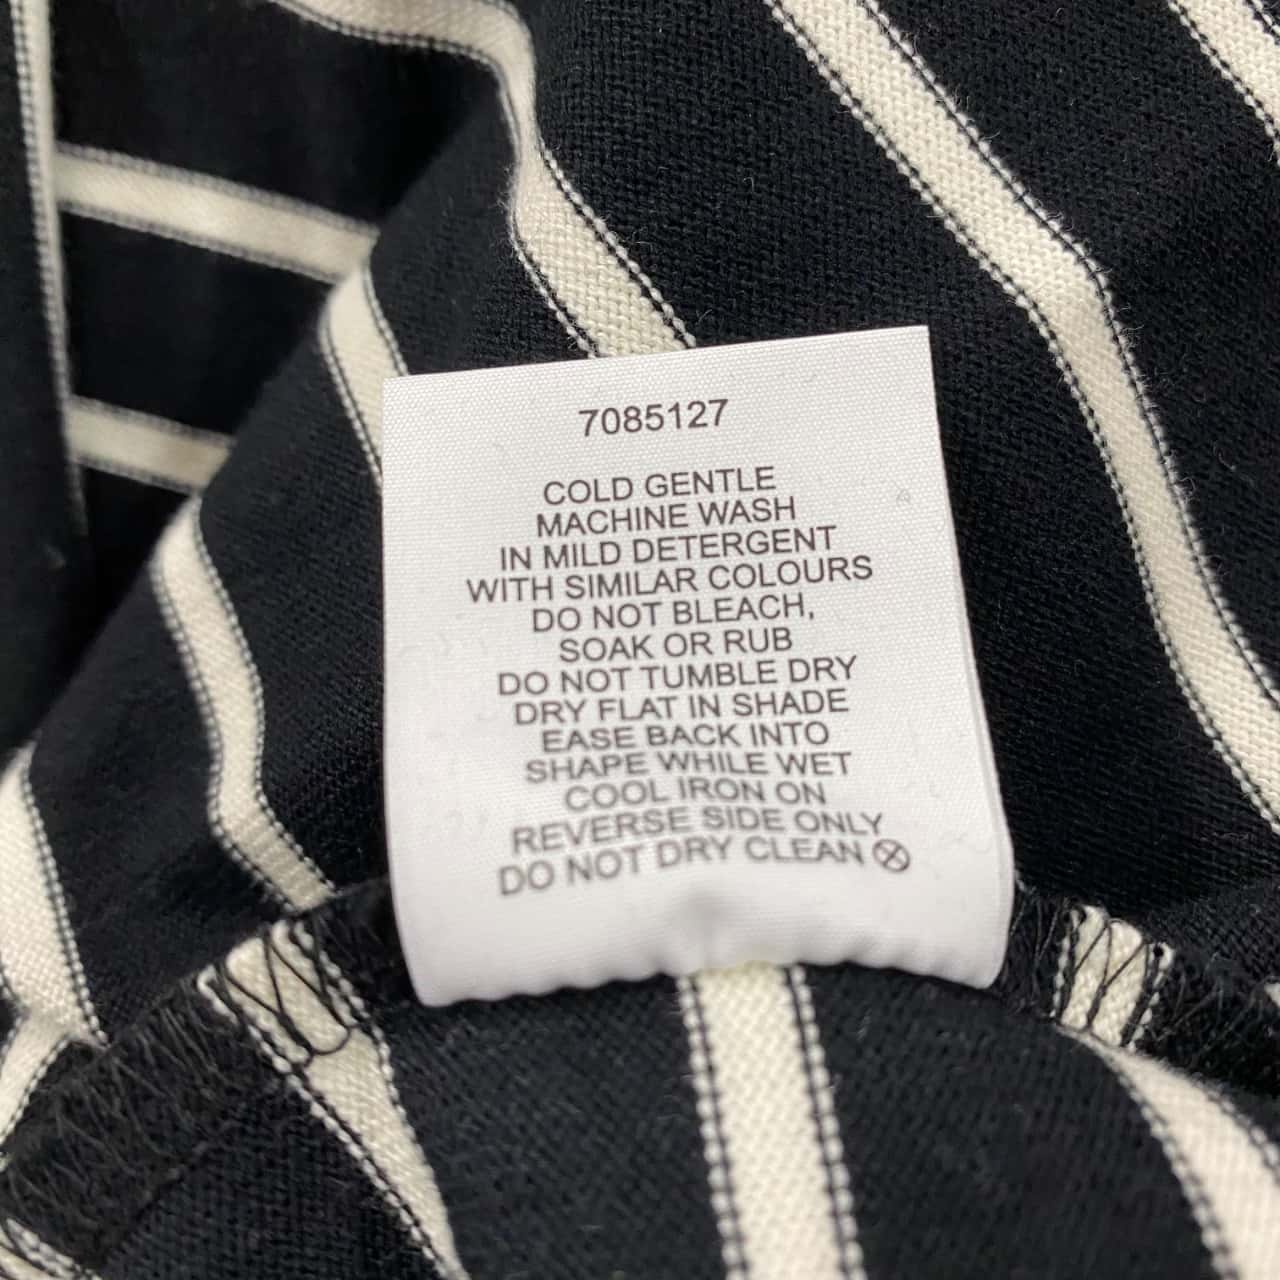 7085127
COLD GENTLE
MACHINE WASH
IN MILD DETERGENT
WITH SIMILAR COLOURS
DO NOT BLEACH,
SOAK OR RUB
DO NOT TUMBLE DRY
DRY FLAT IN SHADE
EASE BACK INTO
SHAPE WHILE WET
COOL IRON ON
REVERSE SIDE ONLY
DO NOT DRY CLEAN